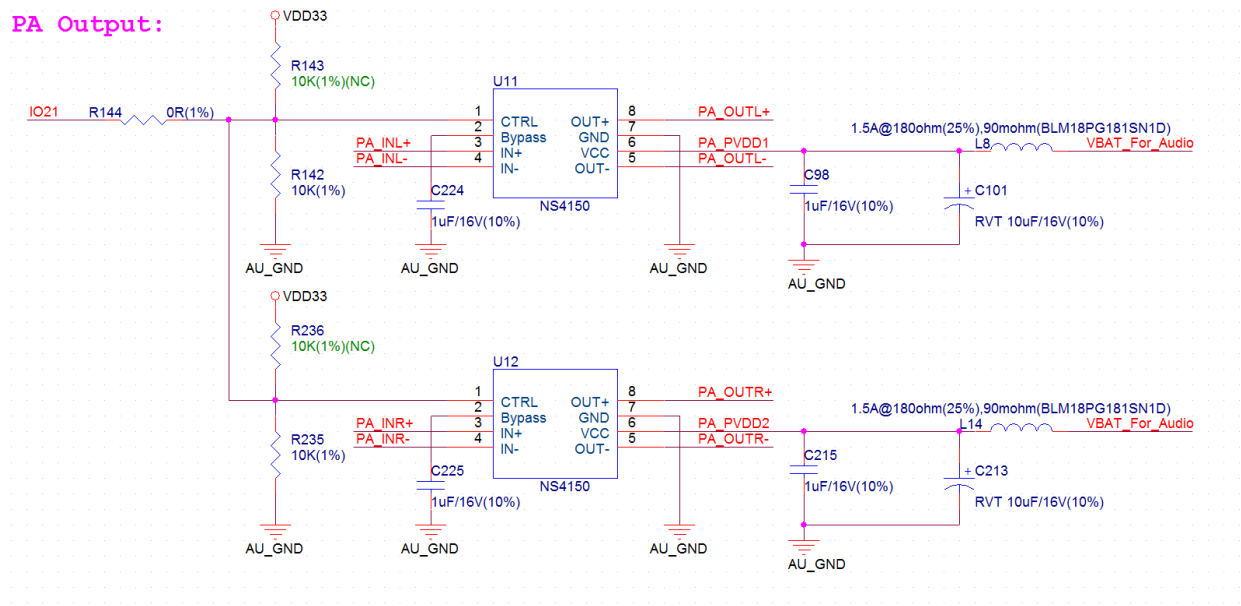 PA Output:
VDD33
R143
10K(1%)(NC)
IO21
R144
0R(1%)
R142
10K(1%)
AU_GND
U11
1
2
3
4
CTRL
Bypass
IN+
IN-
OUT+
GND
VCC
OUT-
8
7
6
5
NS4150
PA_INL+
PA_INL-
C224
1uF/16V(10%)
AU_GND
PA_OUTL+
PA_PVDD1
PA_OUTL-
AU_GND
1.5A@180ohm(25%),90mohm(BLM18PG181SN1D)
L8
VBAT_For_Audio
C98
1uF/16V(10%)
+
C101
RVT 10uF/16V(10%)
AU_GND
VDD33
R236
10K(1%)(NC)
R235
10K(1%)
AU_GND
U12
1
2
3
4
CTRL
Bypass
IN+
IN-
OUT+
GND
VCC
OUT-
8
7
6
5
NS4150
PA_INR+
PA_INR-
C225
1uF/16V(10%)
AU_GND
PA_OUTR+
PA_PVDD2
PA_OUTR-
AU_GND
1.5A@180ohm(25%),90mohm(BLM18PG181SN1D)
L14
VBAT_For_Audio
C215
1uF/16V(10%)
+
C213
RVT 10uF/16V(10%)
AU_GND